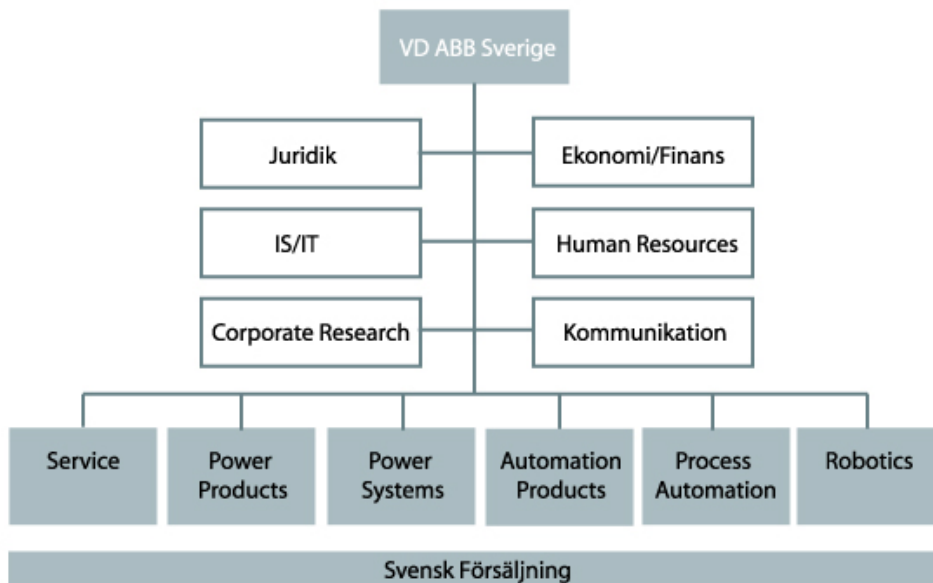 VD ABB Sverige
Juridik
Ekonomi/Finans
IS/IT
Human Resources
Corporate Research
Kommunikation
Service
Power
Products
Power
Systems
Automation
Products
Process
Automation
Robotics
Svensk Försäljning